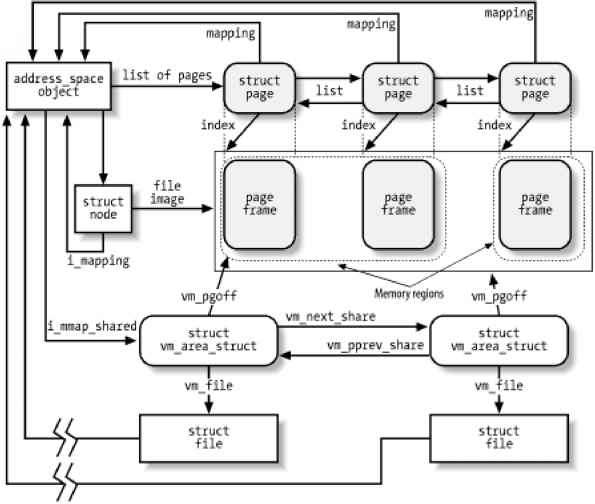 mapping
mapping
mapping
address_space
object
list of pages
struct
page
list
struct
page
list
struct
page
index
index
index
struct
node
file
image
page
frame
page
frame
page
frame
i_mapping
vm_pgoff
Memory regions
vm_pgoff
i_mmap_shared
struct
vm_area_struct
vm_next_share
vm_pprev_share
struct
vm_area_struct
vm_file
vm_file
struct
file
struct
file